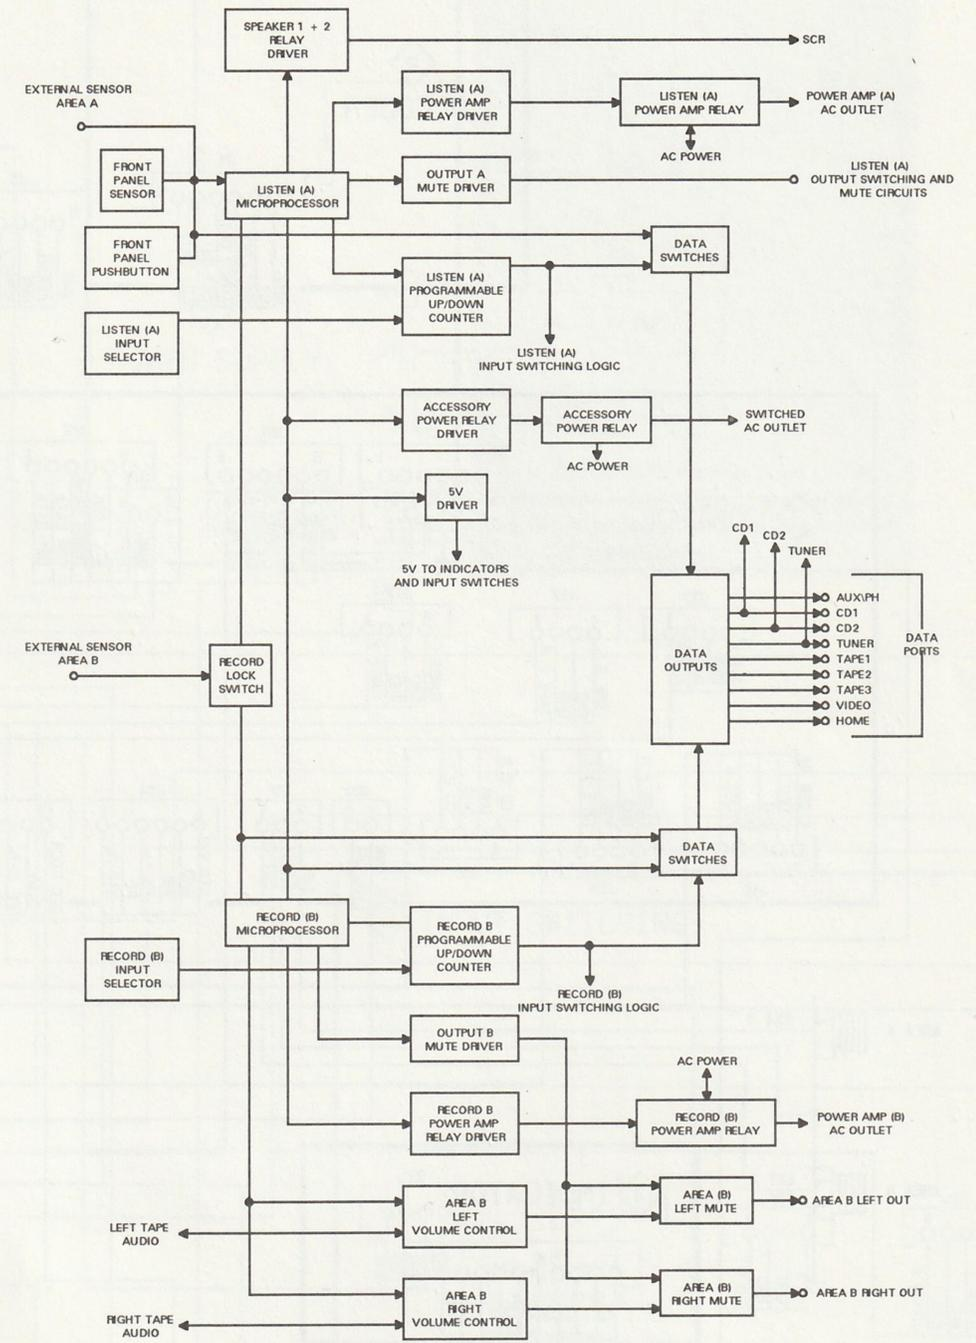 SPEAKER 1 + 2
RELAY
DRIVER
SCR
EXTERNAL SENSOR
AREA A
LISTEN (A)
POWER AMP
RELAY DRIVER
LISTEN (A)
POWER AMP RELAY
POWER AMP (A)
AC OUTLET
AC POWER
FRONT
PANEL
SENSOR
LISTEN (A)
MICROPROCESSOR
OUTPUT A
MUTE DRIVER
LISTEN (A)
OUTPUT SWITCHING AND
MUTE CIRCUITS
FRONT
PANEL
PUSHBUTTON
DATA
SWITCHES
LISTEN (A)
PROGRAMMABLE
UP/DOWN
COUNTER
LISTEN (A)
INPUT
SELECTOR
LISTEN (A)
INPUT SWITCHING LOGIC
ACCESSORY
POWER RELAY
DRIVER
ACCESSORY
POWER RELAY
SWITCHED
AC OUTLET
AC POWER
5V
DRIVER
5V TO INDICATORS
AND INPUT SWITCHES
CD1
CD2
TUNER
DATA
OUTPUTS
AUX\PH
CD1
CD2
TUNER
TAPE1
TAPE2
TAPE3
VIDEO
HOME
DATA
PORTS
EXTERNAL SENSOR
AREA B
RECORD
LOCK
SWITCH
DATA
SWITCHES
RECORD (B)
MICROPROCESSOR
RECORD B
PROGRAMMABLE
UP/DOWN
COUNTER
RECORD (B)
INPUT
SELECTOR
RECORD (B)
INPUT SWITCHING LOGIC
OUTPUT B
MUTE DRIVER
AC POWER
RECORD B
POWER AMP
RELAY DRIVER
RECORD (B)
POWER AMP RELAY
POWER AMP (B)
AC OUTLET
AREA B
LEFT
VOLUME CONTROL
AREA (B)
LEFT MUTE
AREA B LEFT OUT
LEFT TAPE
AUDIO
AREA B
RIGHT
VOLUME CONTROL
AREA (B)
RIGHT MUTE
AREA B RIGHT OUT
RIGHT TAPE
AUDIO